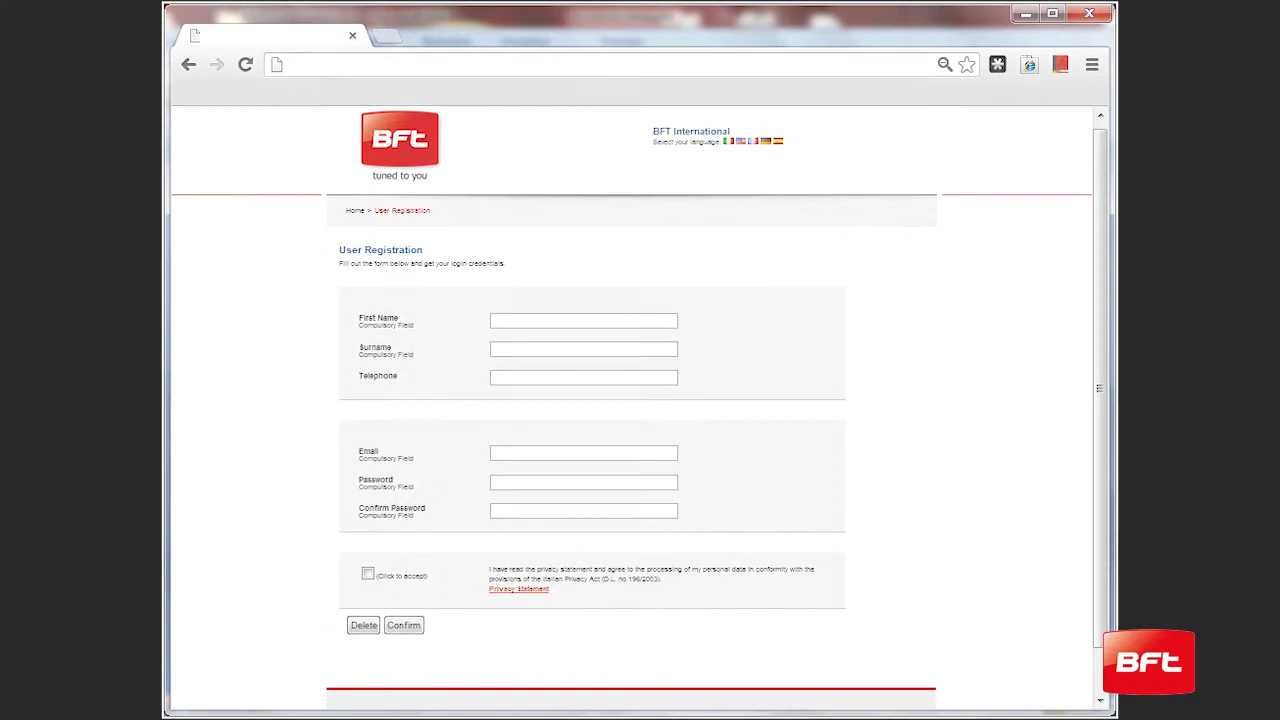 BFt
tuned to you
BFT International
Select your language:
Home > User Registration
User Registration
Fill out the form below and get your login credentials.
First Name
Compulsory Field
Surname
Compulsory Field
Telephone
Email
Compulsory Field
Password
Compulsory Field
Confirm Password
Compulsory Field
(Click to accept)
I have read the privacy statement and agree to the processing of my personal data in conformity with the
provisions of the Italian Privacy Act (D.L. no.196/2003).
Privacy Statement
Delete
Confirm
BFt